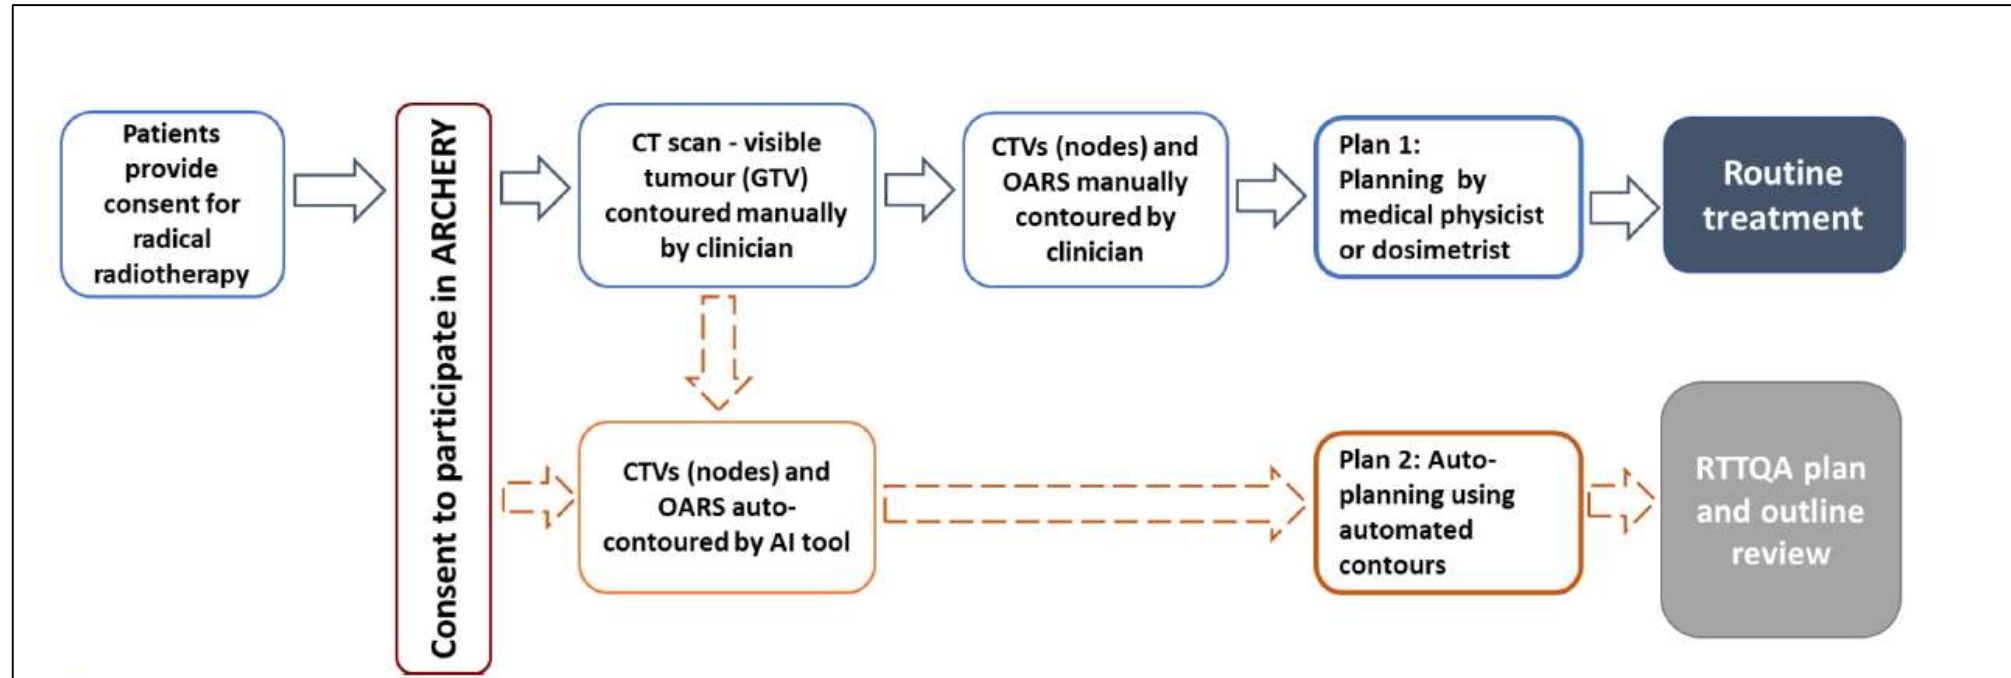 Patients
provide
consent for
radical
radiotherapy
Consent to participate in ARCHERY
CT scan - visible
tumour (GTV)
contoured manually
by clinician
CTVs (nodes) and
OARS manually
contoured by
clinician
Plan 1:
Planning by
medical physicist
or dosimetrist
Routine
treatment
CTVs (nodes) and
OARS auto-
contoured by AI tool
Plan 2: Auto-
planning using
automated
contours
RTTQA plan
and outline
review